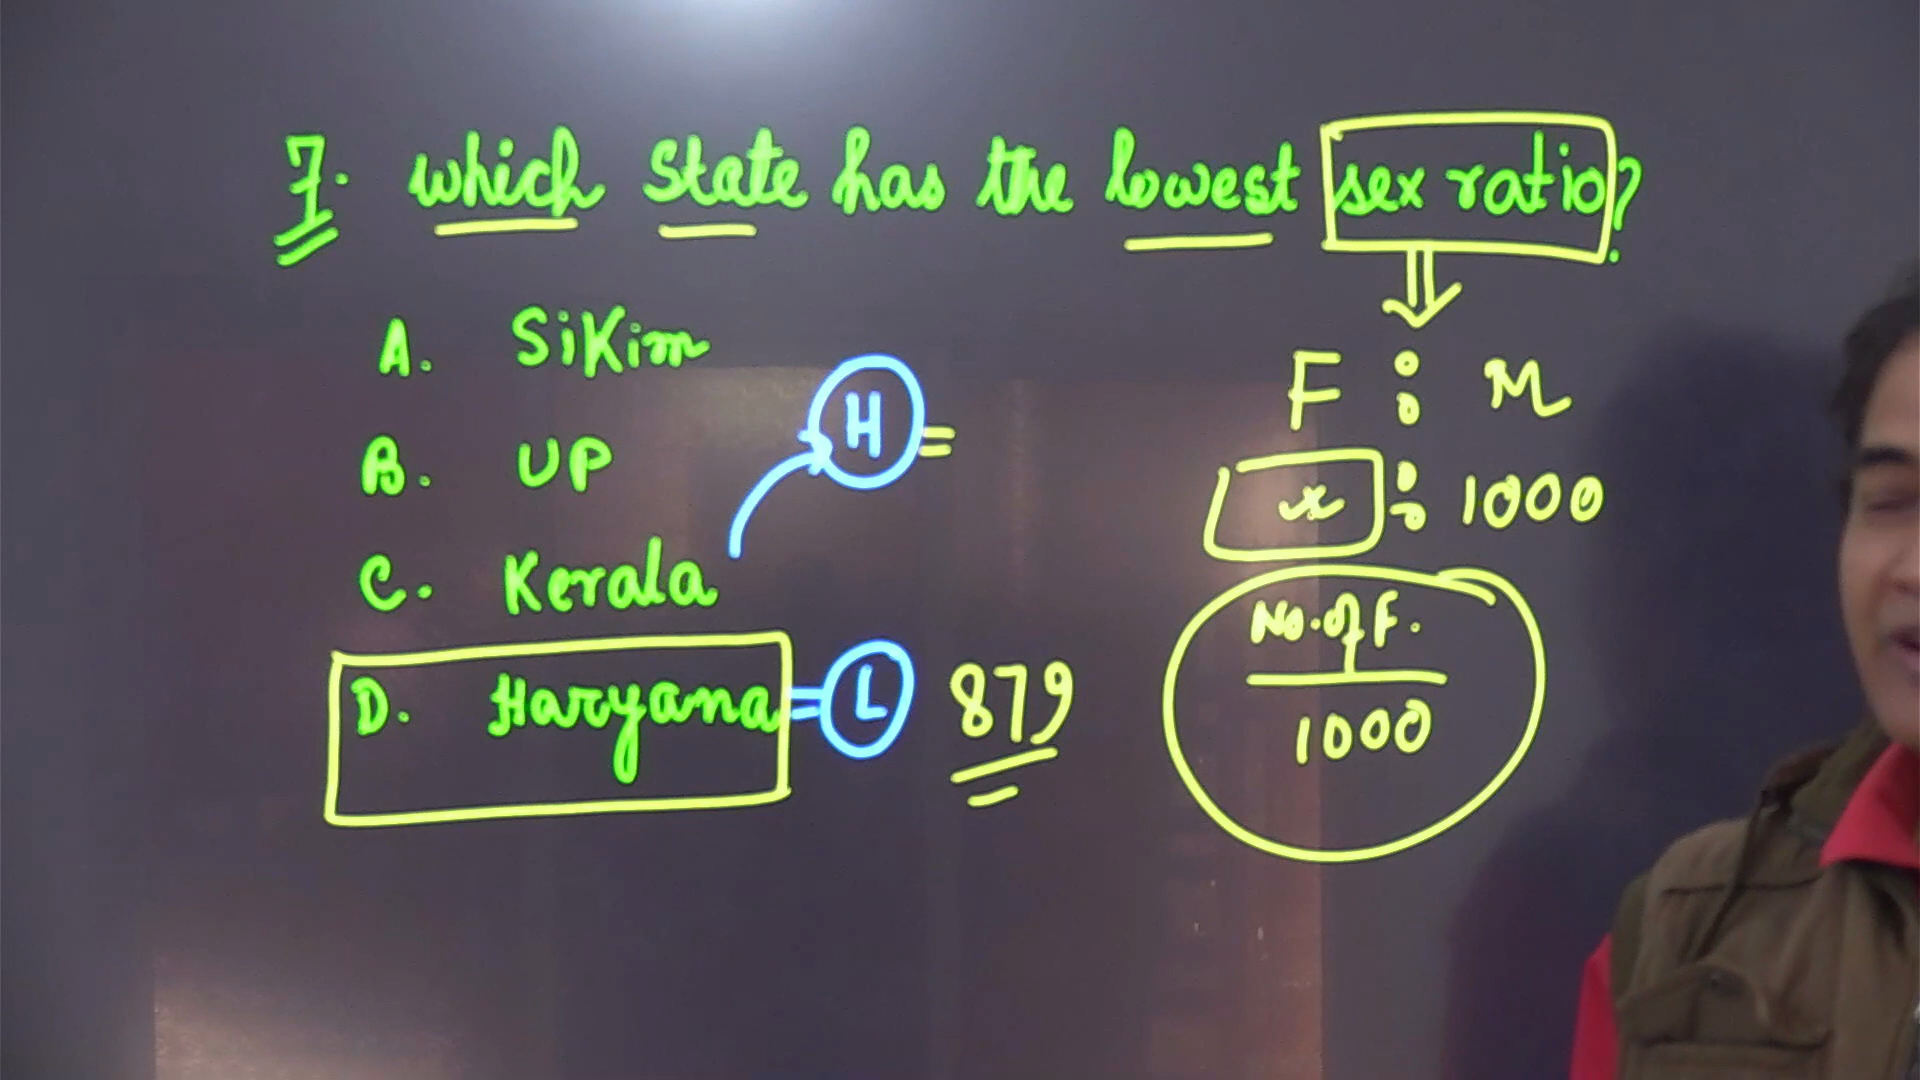 7. which state has the lowest sex ratio?
A. SiKim
B. UP
C. Kerala
D. Haryana
H =
= L 879
F : M
x : 1000
No. of F.
1000